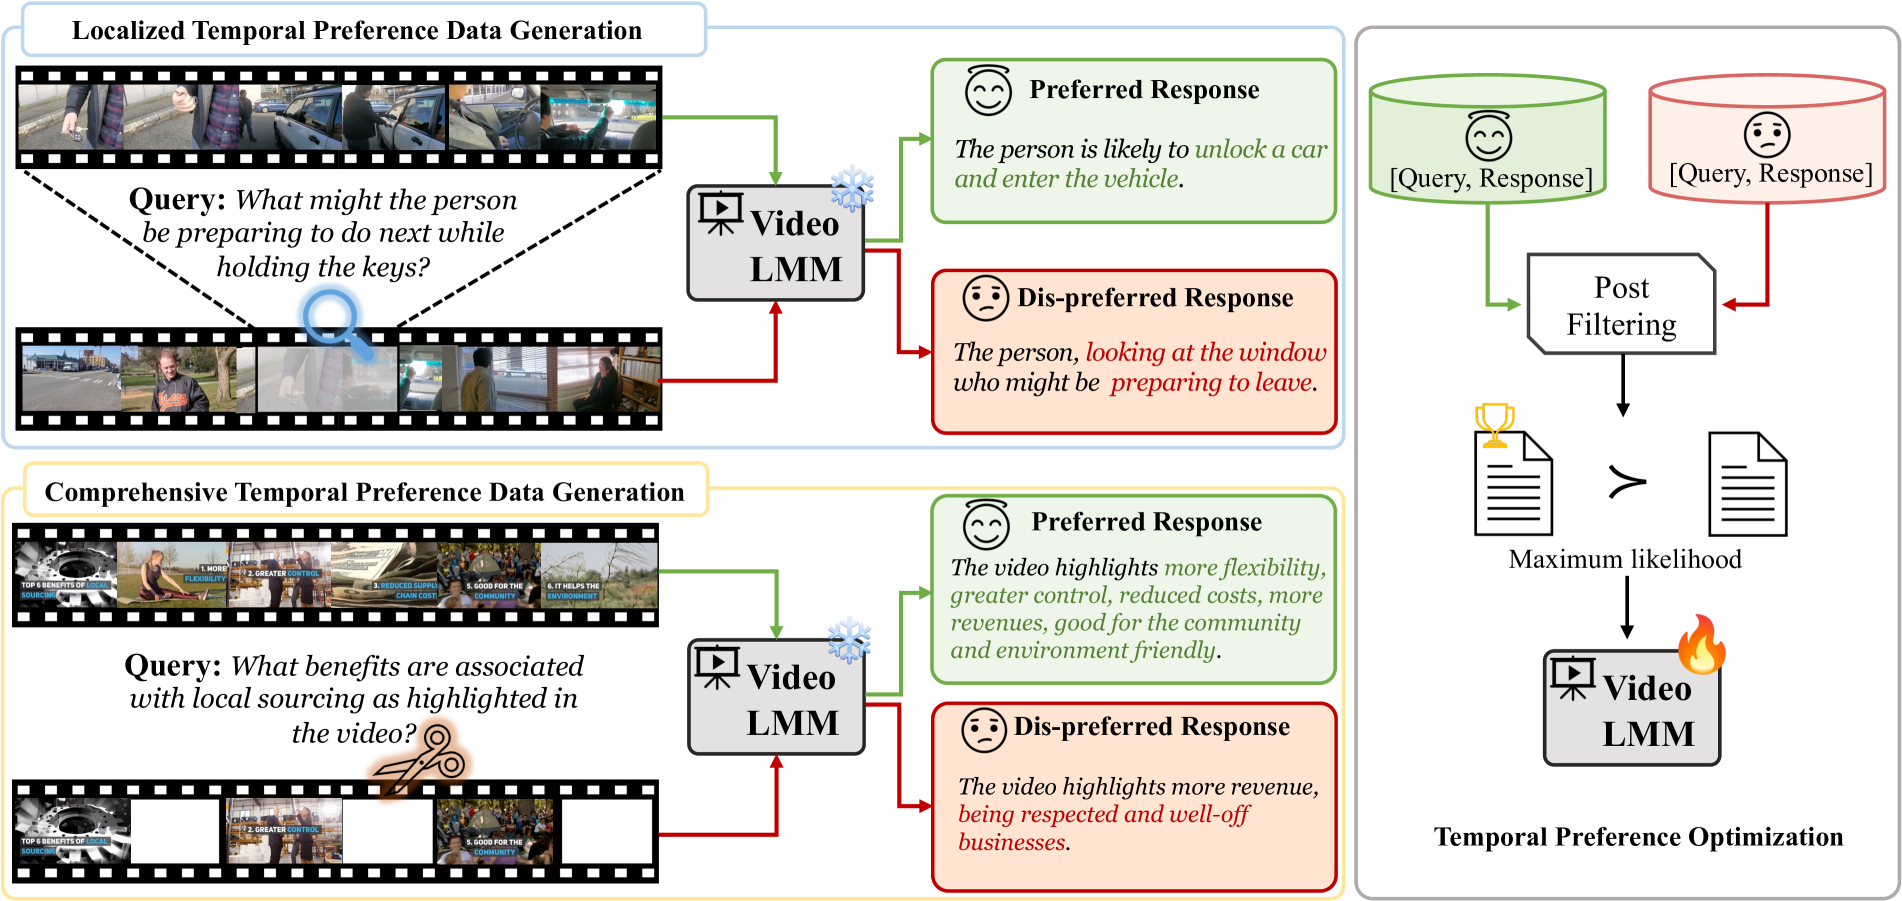 Localized Temporal Preference Data Generation
Query: What might the person
be preparing to do next while
holding the keys?
Video
LMM
Preferred Response
The person is likely to unlock a car
and enter the vehicle.
Dis-preferred Response
The person, looking at the window
who might be preparing to leave.
Comprehensive Temporal Preference Data Generation
TOP 6 BENEFITS OF LOCAL
SOURCING
1. MORE
FLEXIBILITY
2. GREATER CONTROL
3. REDUCED SUPPLY
CHAIN COST
5. GOOD FOR THE
COMMUNITY
6. IT HELPS THE
ENVIRONMENT
Query: What benefits are associated
with local sourcing as highlighted in
the video?
TOP 6 BENEFITS OF LOCAL
SOURCING
2. GREATER CONTROL
5. GOOD FOR THE
COMMUNITY
Video
LMM
Preferred Response
The video highlights more flexibility,
greater control, reduced costs, more
revenues, good for the community
and environment friendly.
Dis-preferred Response
The video highlights more revenue,
being respected and well-off
businesses.
[Query, Response]
[Query, Response]
Post
Filtering
Maximum likelihood
Video
LMM
Temporal Preference Optimization